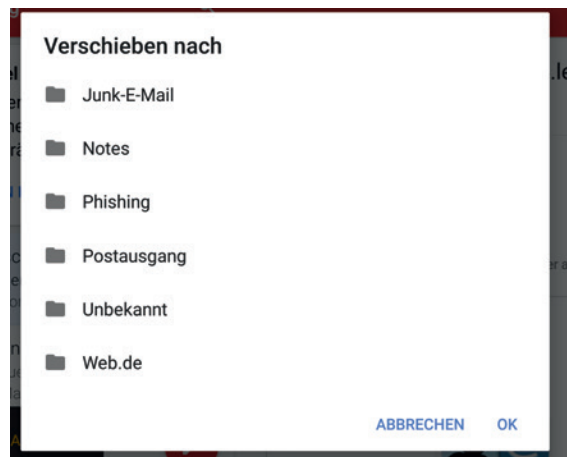 Verschieben nach
Junk-E-Mail
Notes
Phishing
Postausgang
Unbekannt
Web.de
ABBRECHEN OK